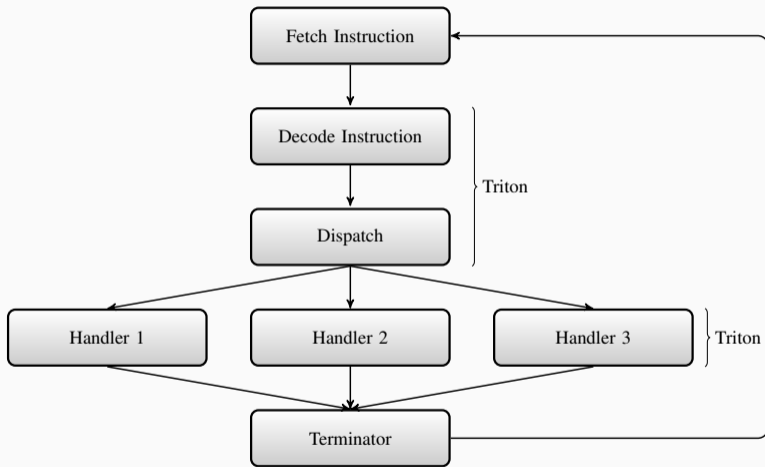 Fetch Instruction
Decode Instruction
Triton
Dispatch
Handler 1
Handler 2
Handler 3
Triton
Terminator